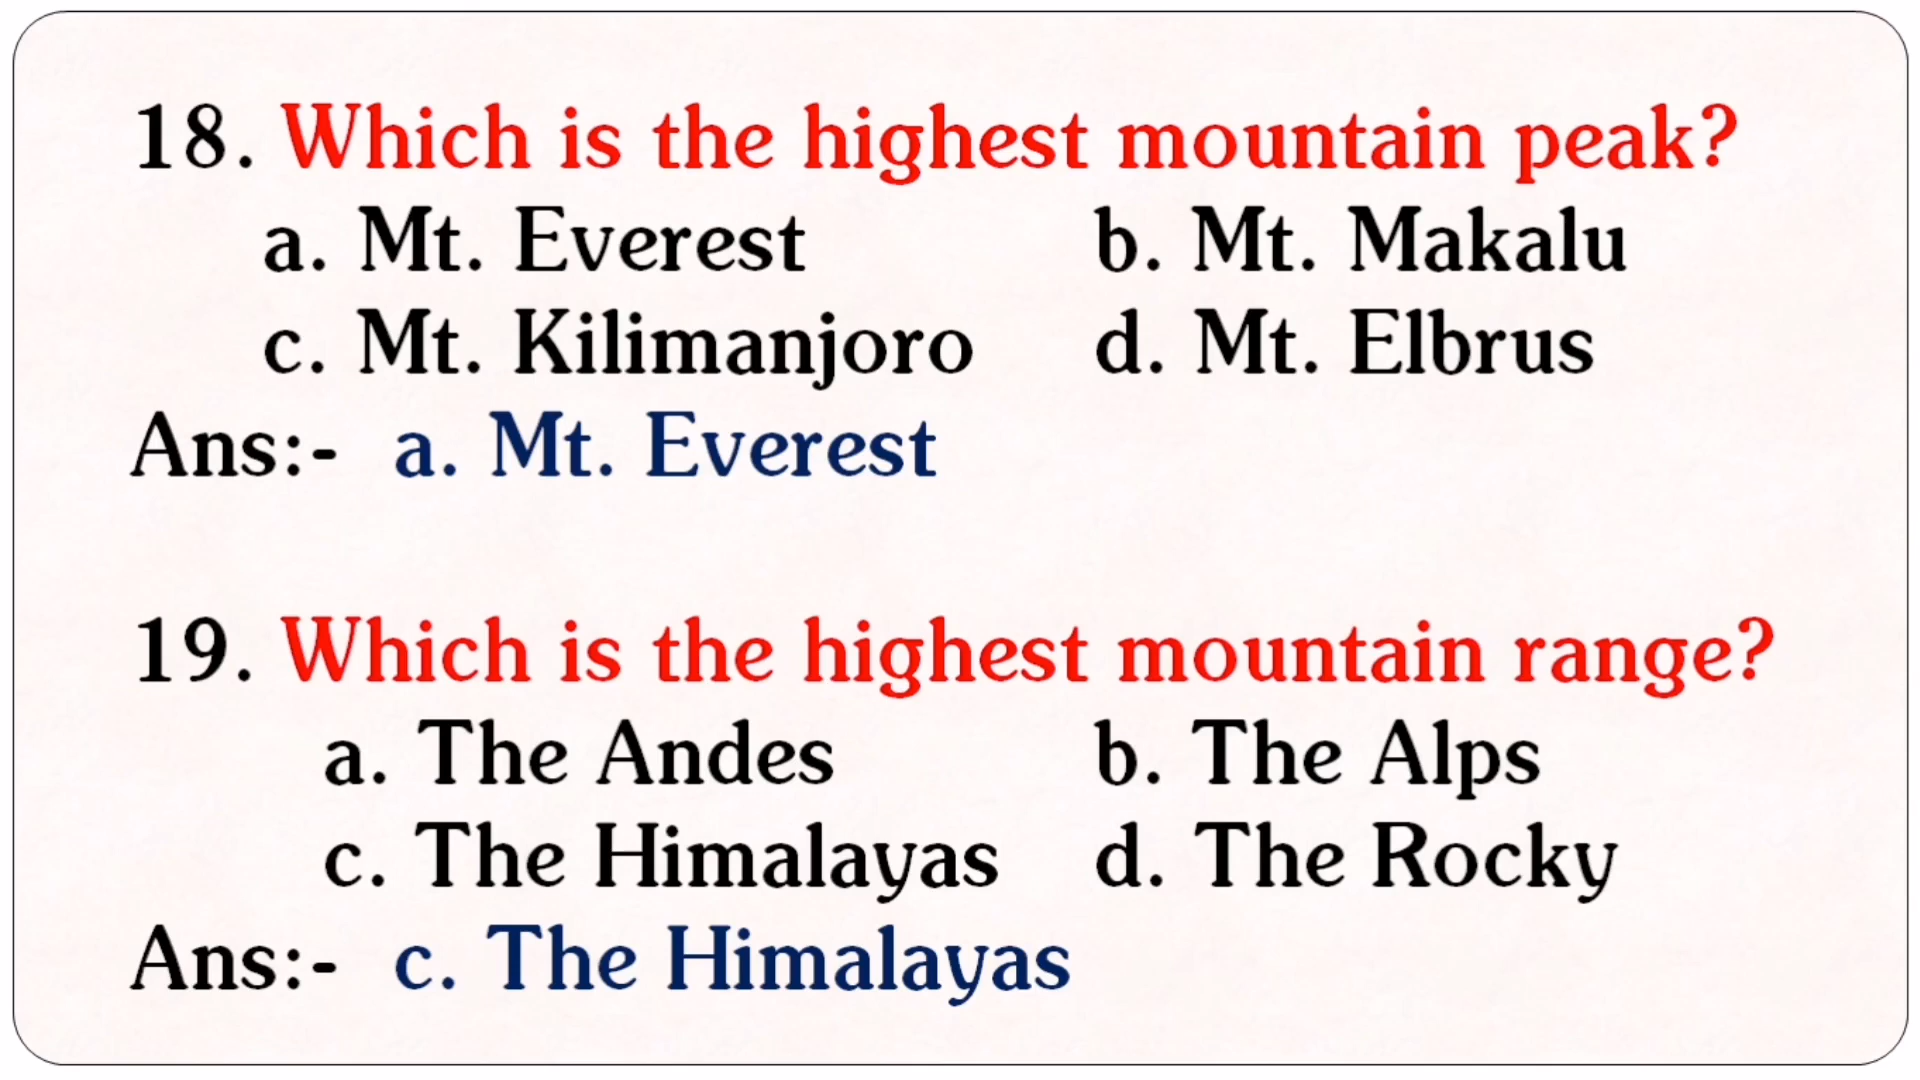 18. Which is the highest mountain peak?
a. Mt. Everest b. Mt. Makalu
c. Mt. Kilimanjoro d. Mt. Elbrus
Ans:- a. Mt. Everest
19. Which is the highest mountain range?
a. The Andes b. The Alps
c. The Himalayas d. The Rocky
Ans:- c. The Himalayas